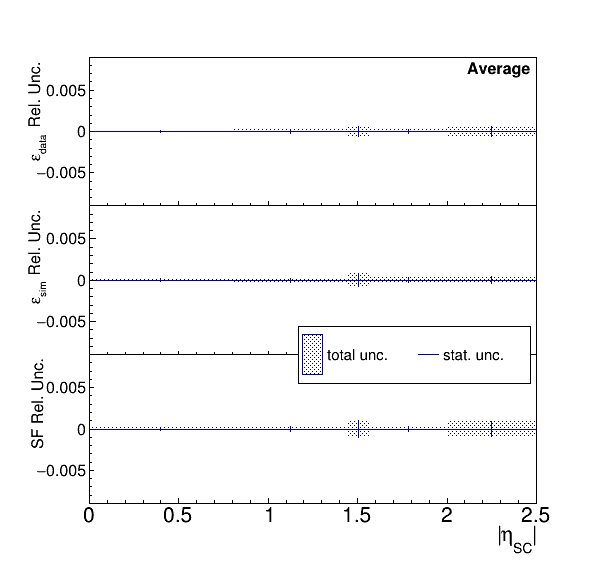 Average
ε_data Rel. Unc.
0.005
0
−0.005
ε_sim Rel. Unc.
0.005
0
−0.005
total unc.
stat. unc.
SF Rel. Unc.
0.005
0
−0.005
0 0.5 1 1.5 2 2.5
|η_SC|